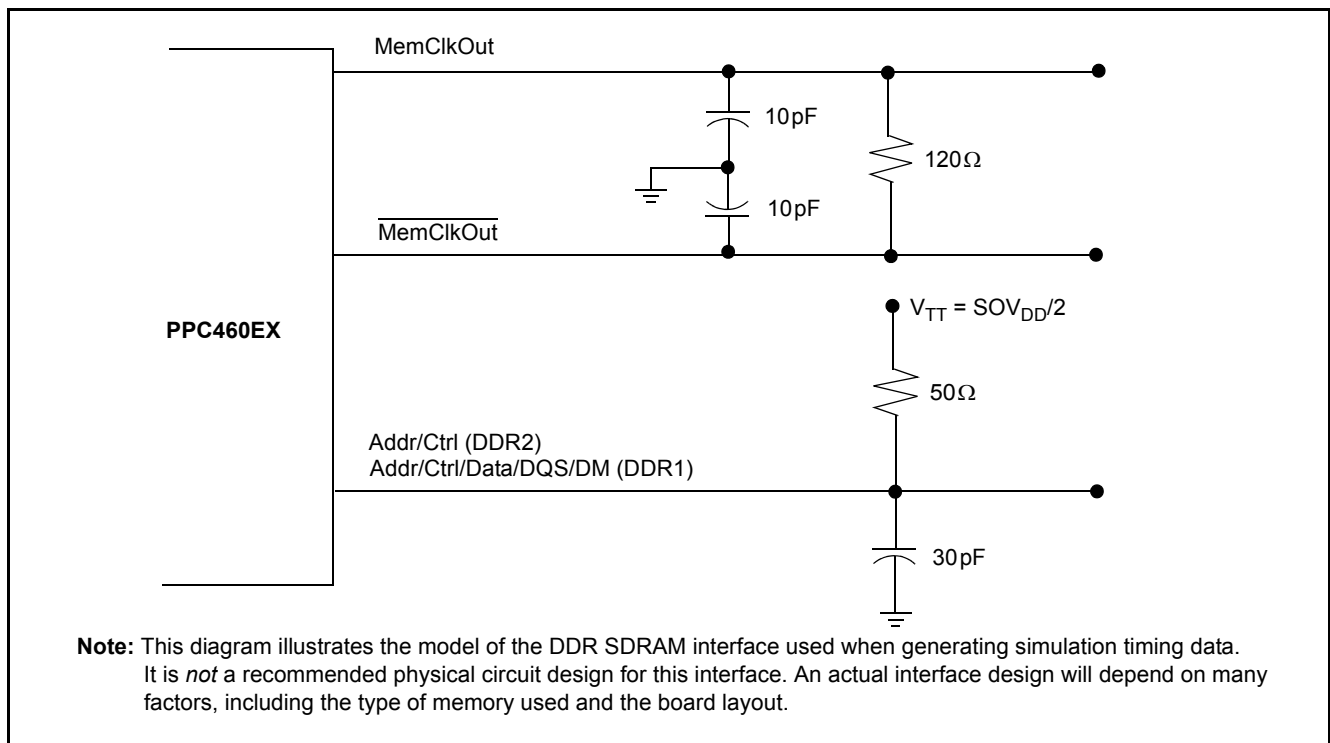 MemClkOut
10pF
120Ω
10pF
MemClkOut
V_TT = SOV_DD/2
PPC460EX
50Ω
Addr/Ctrl (DDR2)
Addr/Ctrl/Data/DQS/DM (DDR1)
30pF
Note: This diagram illustrates the model of the DDR SDRAM interface used when generating simulation timing data.
It is not a recommended physical circuit design for this interface. An actual interface design will depend on many
factors, including the type of memory used and the board layout.